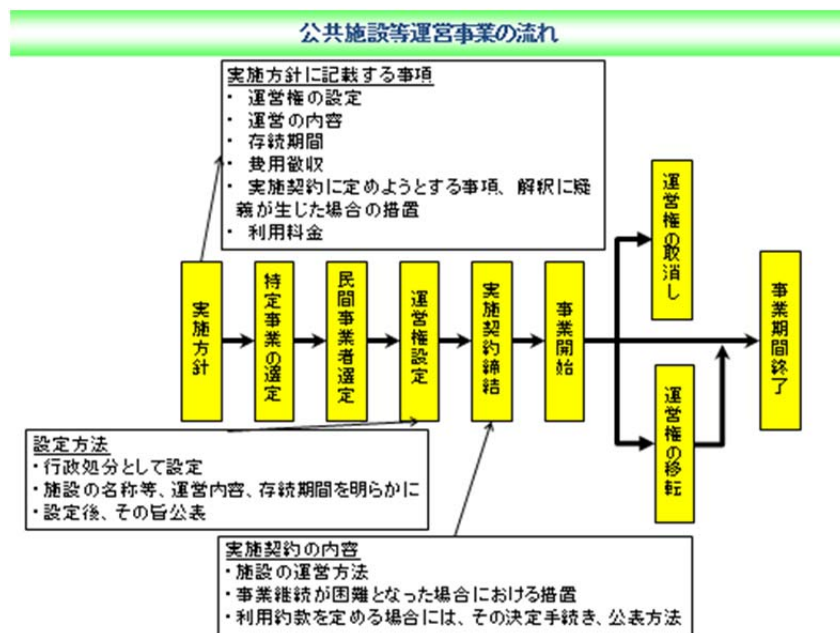 公共施設等運営事業の流れ
実施方針に記載する事項
・ 運営権の設定
・ 運営の内容
・ 存続期間
・ 費用徴収
・ 実施契約に定めようとする事項、解釈に疑
義が生じた場合の措置
・ 利用料金
実施方針
特定事業の選定
民間事業者選定
運営権設定
実施契約締結
事業開始
運営権の取消し
運営権の移転
事業期間終了
設定方法
・行政処分として設定
・施設の名称等、運営内容、存続期間を明らかに
・設定後、その旨公表
実施契約の内容
・施設の運営方法
・事業継続が困難となった場合における措置
・利用約款を定める場合には、その決定手続き、公表方法